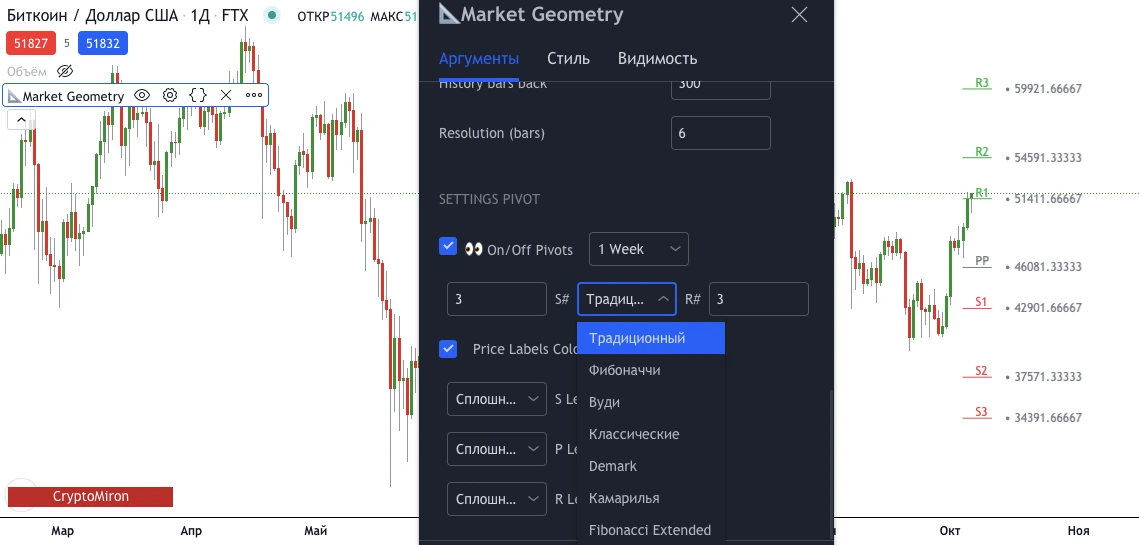 Биткоин / Доллар США · 1Д · FTX ОТКР51496 МАКС51
51827 5 51832
Объём
Market Geometry
Market Geometry
Аргументы Стиль Видимость
History bars back 300
Resolution (bars) 6
SETTINGS PIVOT
On/Off Pivots 1 Week
3 S# Традиц... R# 3
Традиционный
Price Labels Colo
Фибоначчи
Сплошн... S Le
Вуди
Классические
Сплошн... P Le
Demark
Сплошн... R Le
Камарилья
Fibonacci Extended
R3 • 59921.66667
R2 • 54591.33333
R1 • 51411.66667
PP • 46081.33333
S1 • 42901.66667
S2 • 37571.33333
S3 • 34391.66667
CryptoMiron
Мар Апр Май Окт Ноя